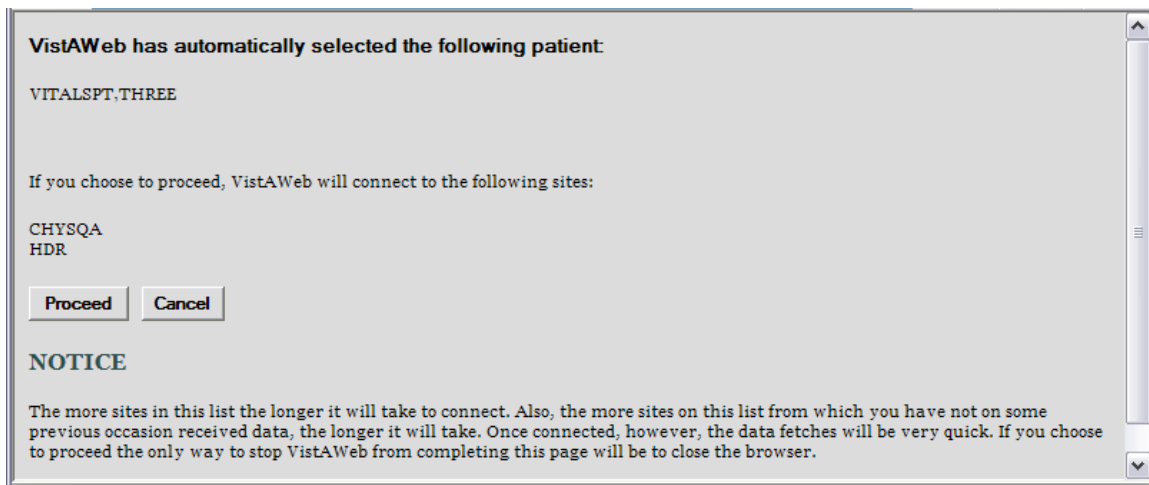 VistAWeb has automatically selected the following patient:
VITALSPT,THREE
If you choose to proceed, VistAWeb will connect to the following sites:
CHYSQA
HDR
Proceed Cancel
NOTICE
The more sites in this list the longer it will take to connect. Also, the more sites on this list from which you have not on some
previous occasion received data, the longer it will take. Once connected, however, the data fetches will be very quick. If you choose
to proceed the only way to stop VistAWeb from completing this page will be to close the browser.